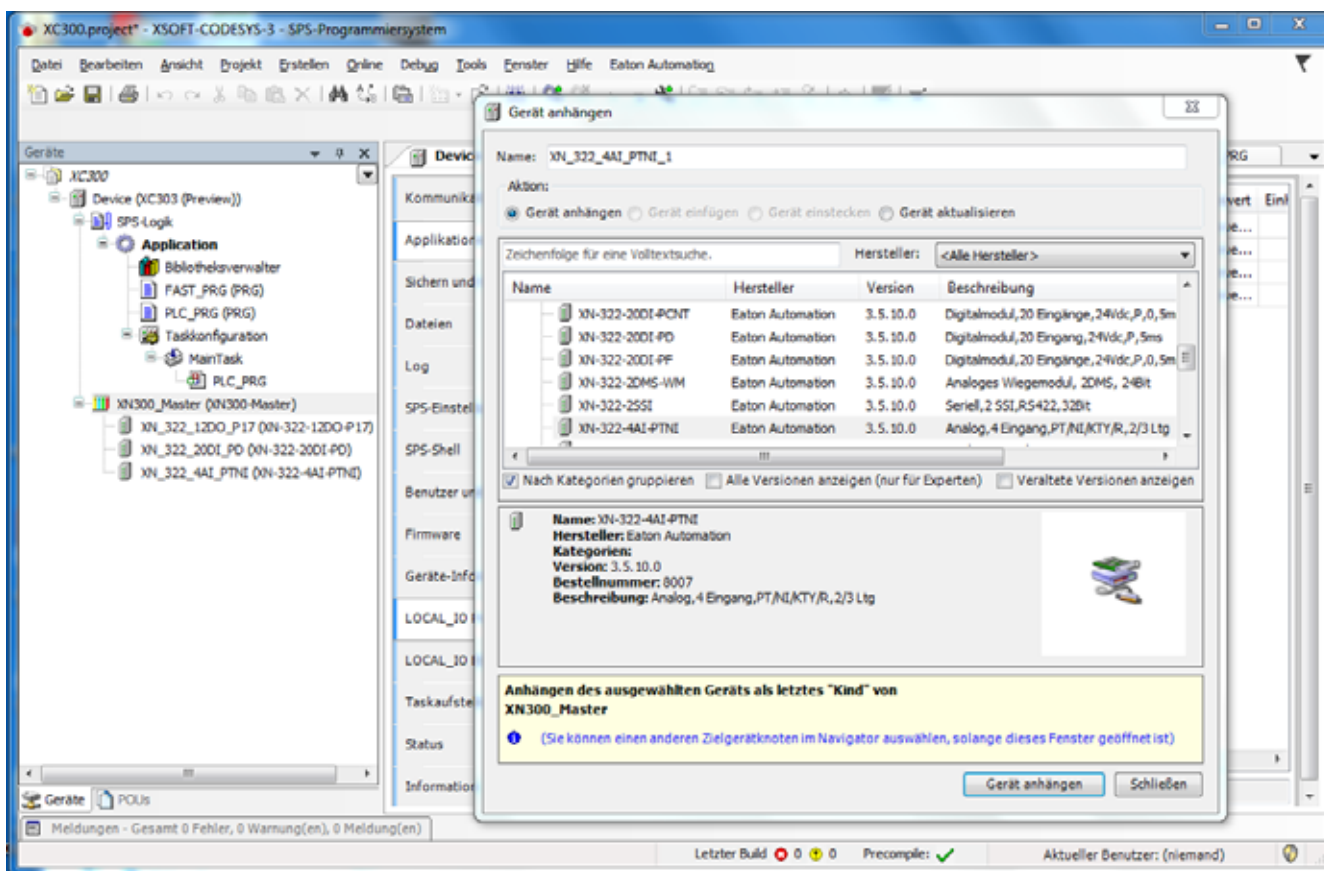 XC300.project* - XSOFT-CODESYS-3 - SPS-Programmiersystem
Datei Bearbeiten Ansicht Projekt Erstellen Online Debug Tools Fenster Hilfe Eaton Automation
Geräte
XC300
Device (XC303 (Preview))
SPS-Logik
Application
Bibliotheksverwalter
FAST_PRG (PRG)
PLC_PRG (PRG)
Taskkonfiguration
MainTask
PLC_PRG
XN300_Master (XN300-Master)
XN_322_12DO_P17 (XN-322-12DO-P17)
XN_322_20DI_PD (XN-322-20DI-PD)
XN_322_4AI_PTNI (XN-322-4AI-PTNI)
Geräte POUs
Devic
Kommunika
Applikation
Sichern und
Dateien
Log
SPS-Einstel
SPS-Shell
Benutzer un
Firmware
Geräte-Info
LOCAL_IO
LOCAL_IO
Taskaufste
Status
Information
PRG
wert Einh
Gerät anhängen
Name: XN_322_4AI_PTNI_1
Aktion:
Gerät anhängen Gerät einfügen Gerät einstecken Gerät aktualisieren
Zeichenfolge für eine Volltextsuche. Hersteller: <Alle Hersteller>
Name Hersteller Version Beschreibung
XN-322-20DI-PCNT Eaton Automation 3.5.10.0 Digitalmodul,20 Eingänge,24Vdc,P,0,5m
XN-322-20DI-PD Eaton Automation 3.5.10.0 Digitalmodul,20 Eingang,24Vdc,P,5ms
XN-322-20DI-PF Eaton Automation 3.5.10.0 Digitalmodul,20 Eingänge,24Vdc,P,0,5m
XN-322-2DMS-WM Eaton Automation 3.5.10.0 Analoges Wiegemodul, 2DMS, 24Bit
XN-322-2SSI Eaton Automation 3.5.10.0 Seriell,2 SSI,RS422,32Bit
XN-322-4AI-PTNI Eaton Automation 3.5.10.0 Analog,4 Eingang,PT/NI/KTY/R,2/3 Ltg
Nach Kategorien gruppieren Alle Versionen anzeigen (nur für Experten) Veraltete Versionen anzeigen
Name: XN-322-4AI-PTNI
Hersteller: Eaton Automation
Kategorien:
Version: 3.5.10.0
Bestellnummer: 8007
Beschreibung: Analog,4 Eingang,PT/NI/KTY/R,2/3 Ltg
Anhängen des ausgewählten Geräts als letztes "Kind" von
XN300_Master
(Sie können einen anderen Zielgerätknoten im Navigator auswählen, solange dieses Fenster geöffnet ist)
Gerät anhängen Schließen
Meldungen - Gesamt 0 Fehler, 0 Warnung(en), 0 Meldung(en)
Letzter Build 0 0 Precompile: Aktueller Benutzer: (niemand)